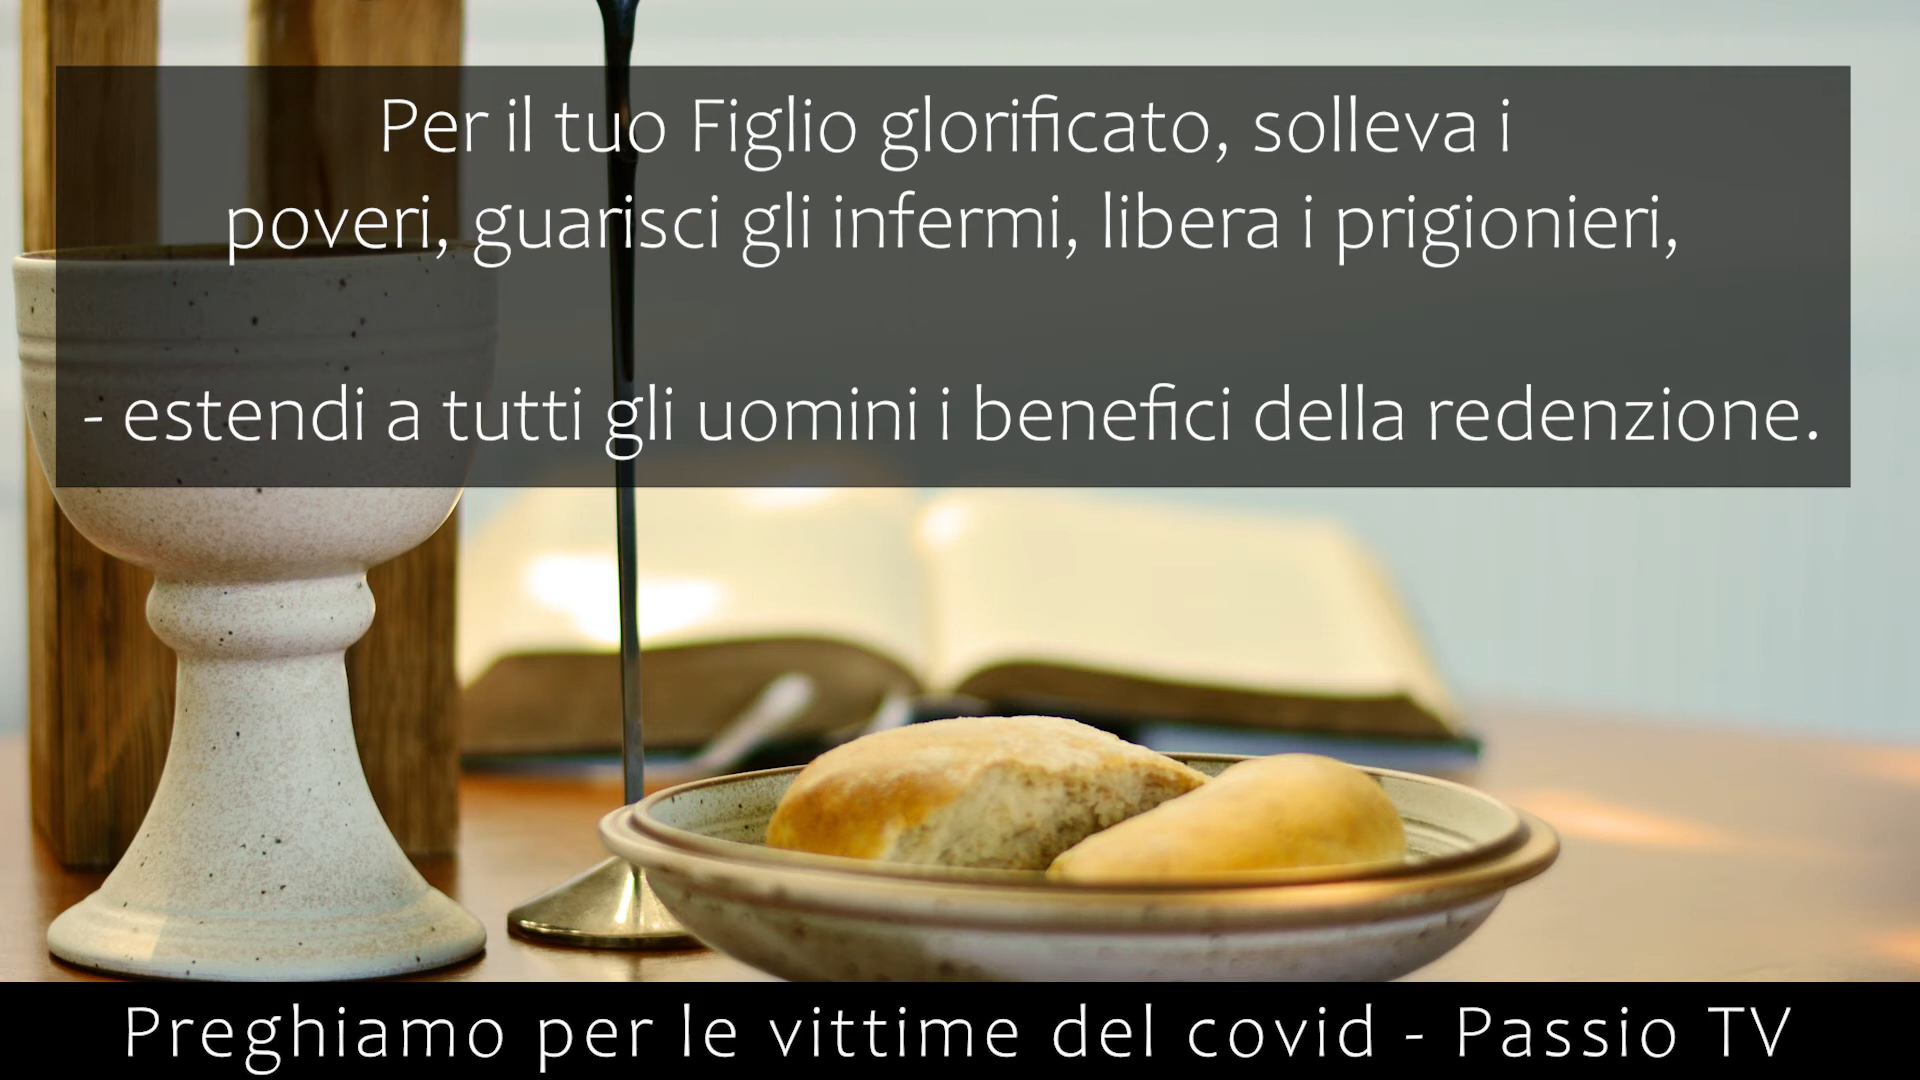 Per il tuo Figlio glorificato, solleva i
poveri, guarisci gli infermi, libera i prigionieri,
- estendi a tutti gli uomini i benefici della redenzione.
Preghiamo per le vittime del covid - Passio TV